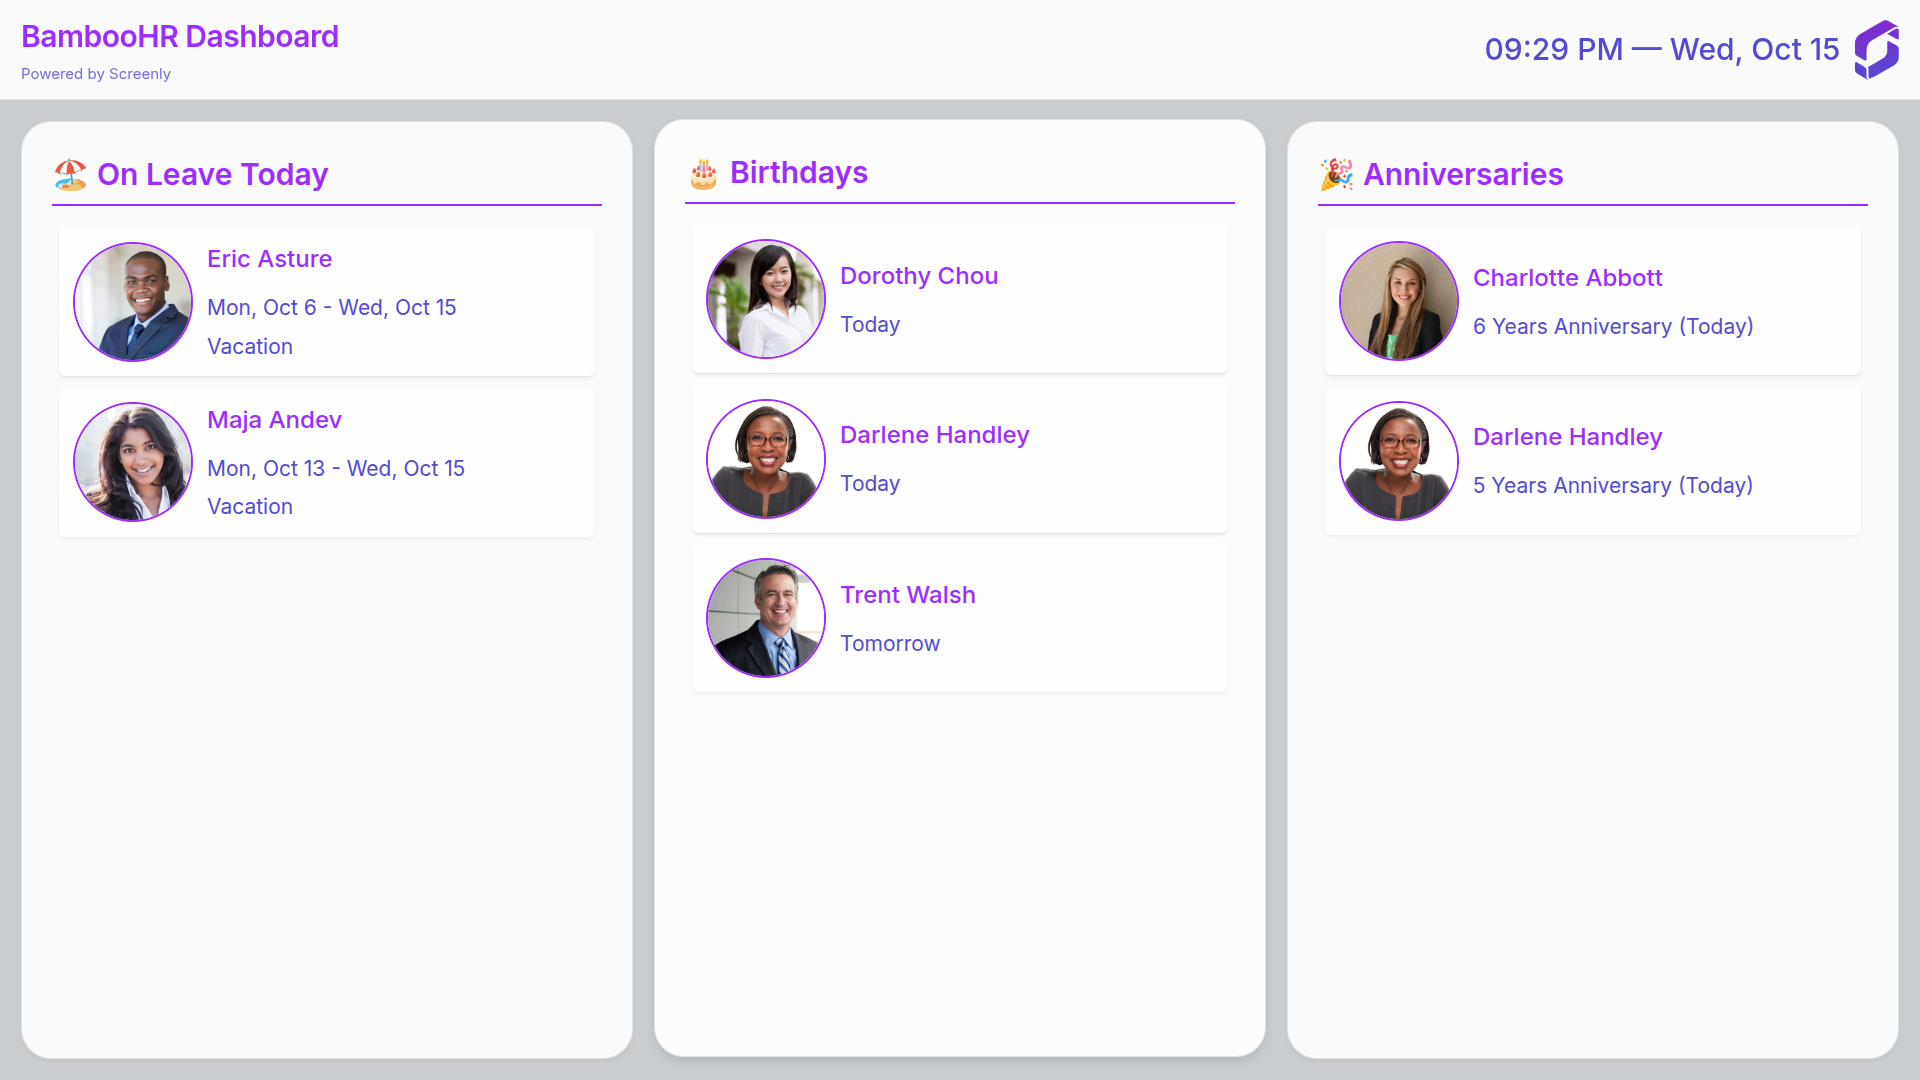 BambooHR Dashboard
Powered by Screenly
09:29 PM — Wed, Oct 15
On Leave Today
Eric Asture
Mon, Oct 6 - Wed, Oct 15
Vacation
Maja Andev
Mon, Oct 13 - Wed, Oct 15
Vacation
Birthdays
Dorothy Chou
Today
Darlene Handley
Today
Trent Walsh
Tomorrow
Anniversaries
Charlotte Abbott
6 Years Anniversary (Today)
Darlene Handley
5 Years Anniversary (Today)